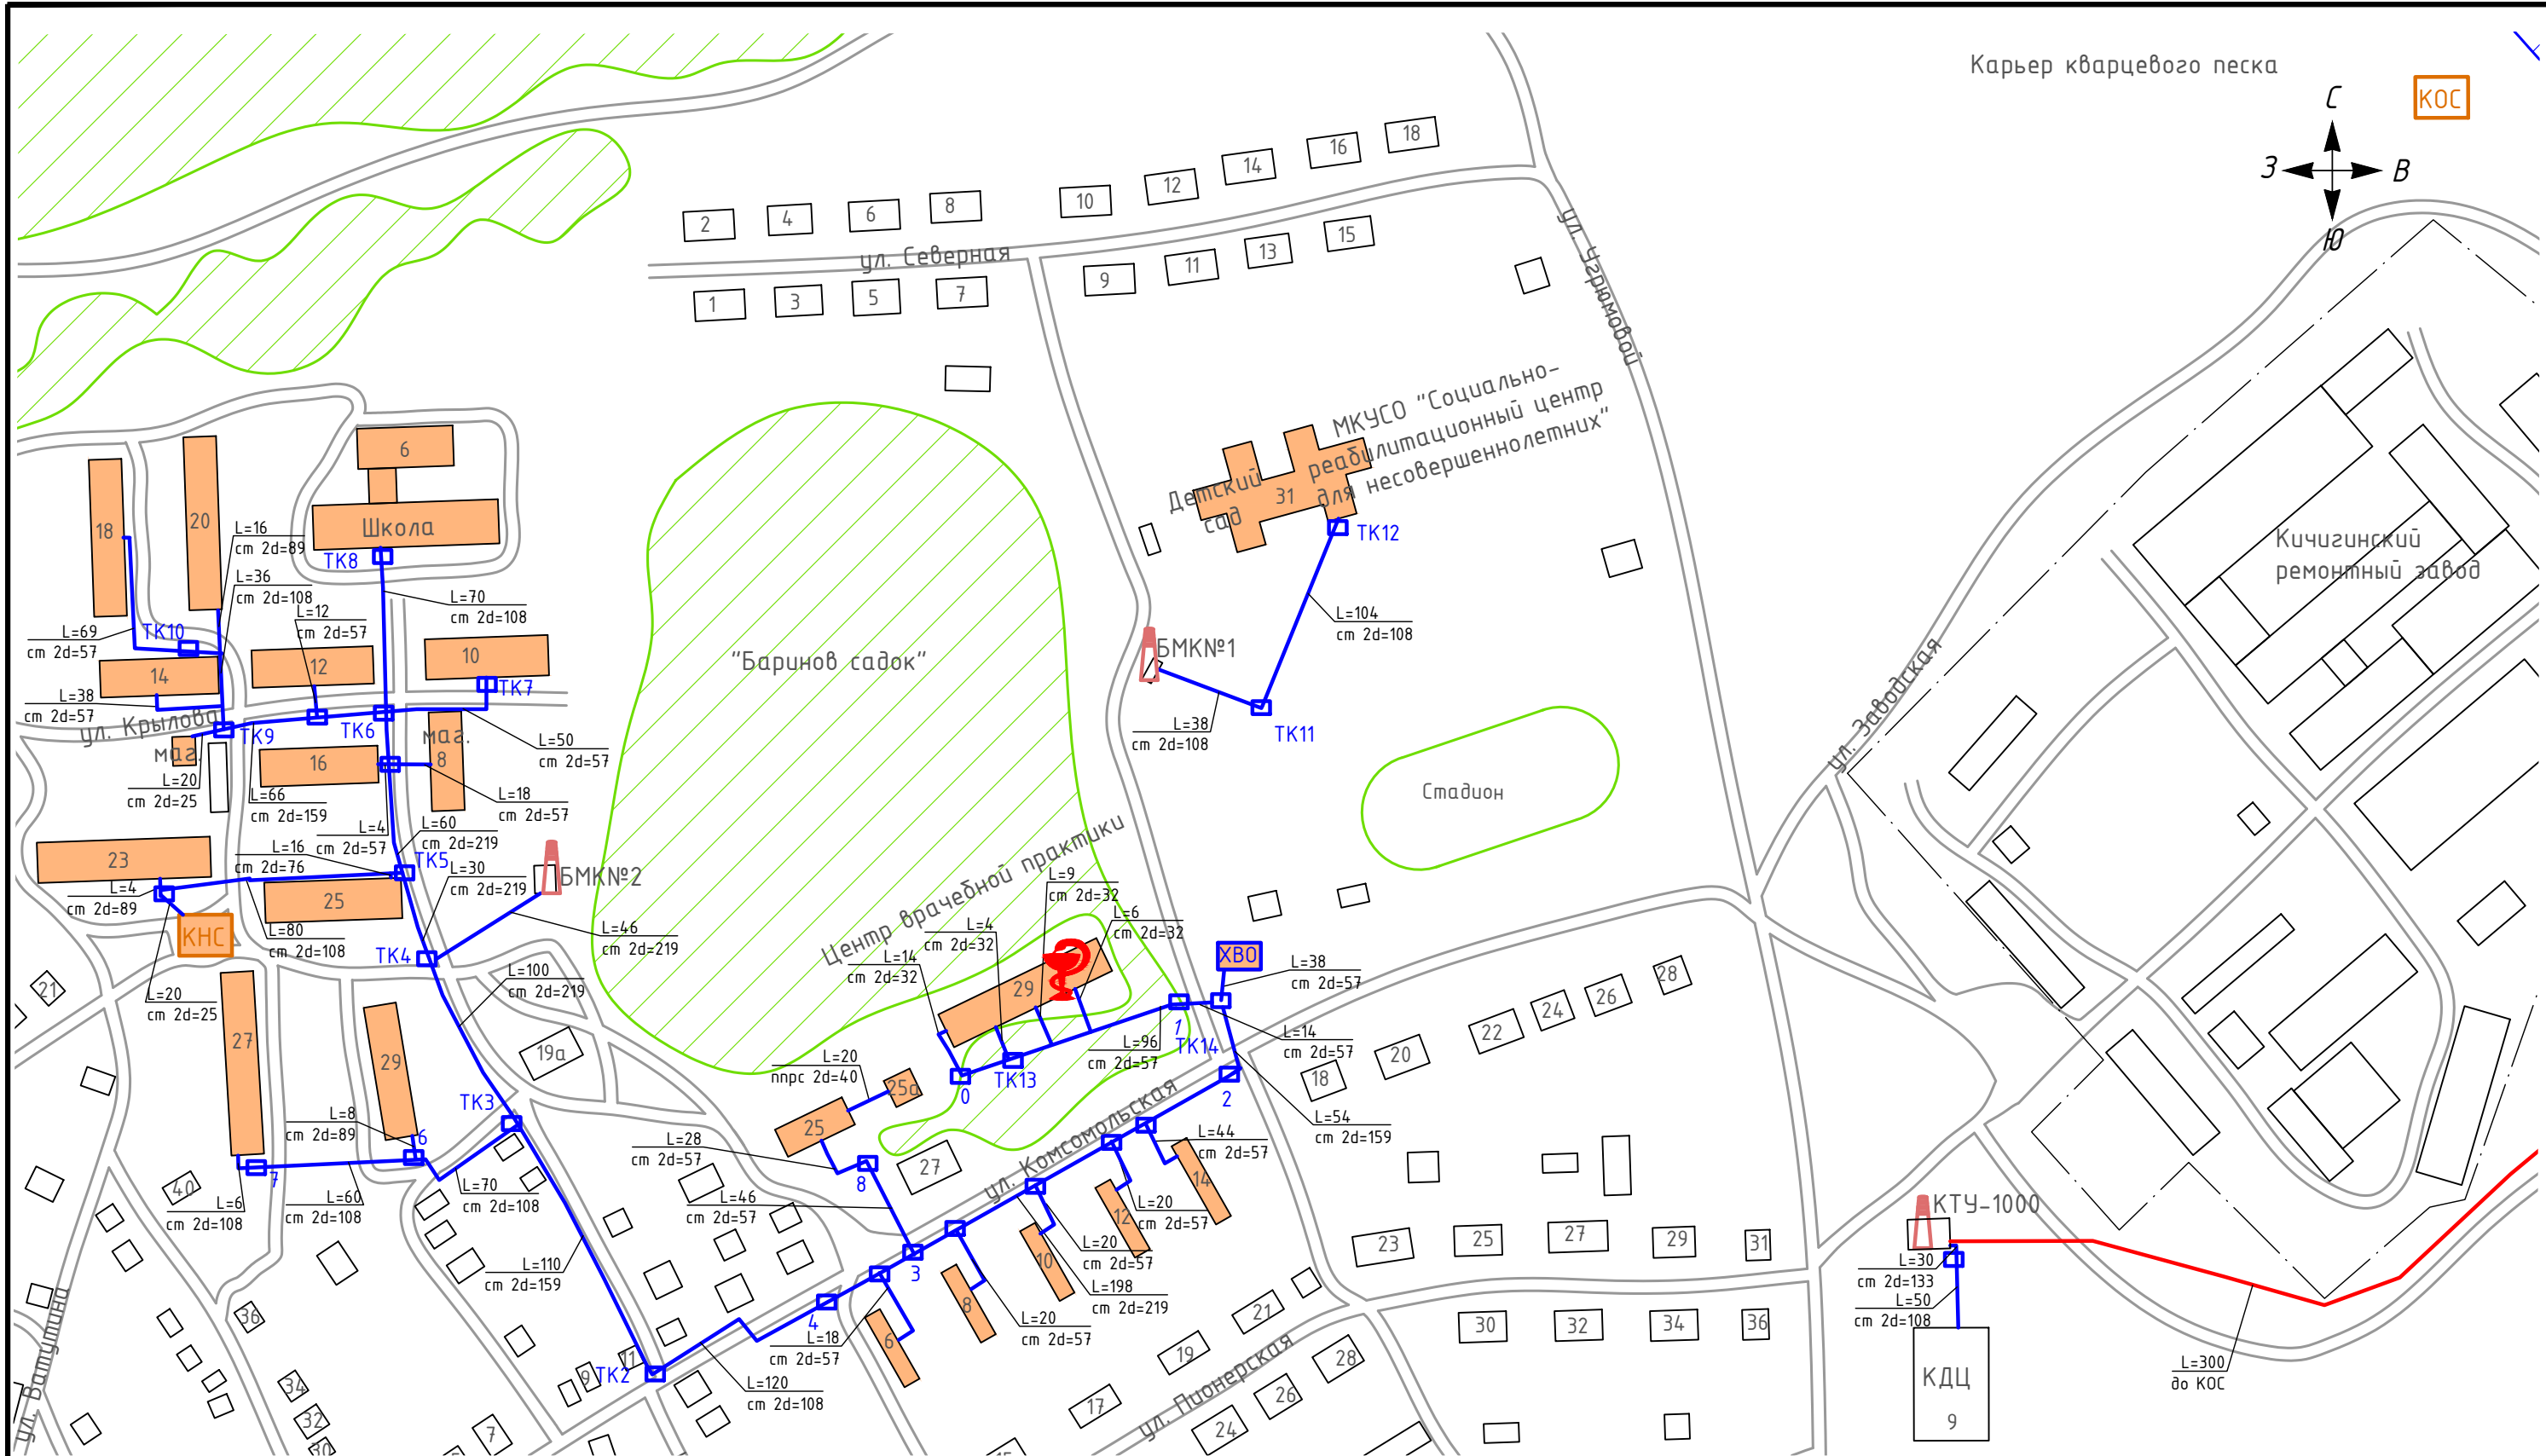 Карьер кварцевого песка
КОС
С
З
В
Ю
18
16
14
12
10
8
6
4
2
ул. Северная
15
13
11
9
7
5
3
1
ул. Угрюмовой
МКУСО "Социально-
реабилитационный центр
для несовершеннолетних"
Детский
сад
31
ТК12
L=104
ст 2d=108
БМК№1
L=38
ст 2d=108
ТК11
Стадион
"Баринов садок"
Кичигинский
ремонтный завод
ул. Заводская
6
Школа
ТК8
18
20
L=16
ст 2d=89
L=36
ст 2d=108
L=12
ст 2d=57
L=70
ст 2d=108
L=69
ст 2d=57
ТК10
14
12
10
ТК7
L=38
ст 2d=57
ул. Крылова
ТК9
ТК6
маг.
маг.
16
8
L=50
ст 2d=57
L=20
ст 2d=25
L=66
ст 2d=159
L=4
ст 2d=57
L=18
ст 2d=57
L=60
ст 2d=219
ТК5
23
L=16
ст 2d=76
L=30
ст 2d=219
БМК№2
L=4
ст 2d=89
25
КНС
L=80
ст 2d=108
L=46
ст 2d=219
ТК4
L=20
ст 2d=25
L=100
ст 2d=219
21
27
29
19а
Центр врачебной практики
L=9
ст 2d=32
L=6
ст 2d=32
L=4
ст 2d=32
L=14
ст 2d=32
29
ХВО
L=38
ст 2d=57
1
ТК14
L=14
ст 2d=57
L=96
ст 2d=57
ТК13
0
2
L=54
ст 2d=159
L=20
ппрс 2d=40
25а
25
27
8
28
26
24
22
20
18
ТК3
L=8
ст 2d=89
6
7
L=6
ст 2d=108
L=60
ст 2d=108
L=70
ст 2d=108
40
L=28
ст 2d=57
L=46
ст 2d=57
ул. Комсомольская
L=44
ст 2d=57
14
12
L=20
ст 2d=57
10
L=20
ст 2d=57
L=198
ст 2d=219
8
L=20
ст 2d=57
6
3
4
L=18
ст 2d=57
L=110
ст 2d=159
L=120
ст 2d=108
ТК2
11
9
7
36
34
32
30
ул. Ватутина
23
25
27
29
31
30
32
34
36
21
19
17
28
26
24
15
ул. Пионерская
КТУ-1000
L=30
ст 2d=133
L=50
ст 2d=108
КДЦ
9
L=300
до КОС